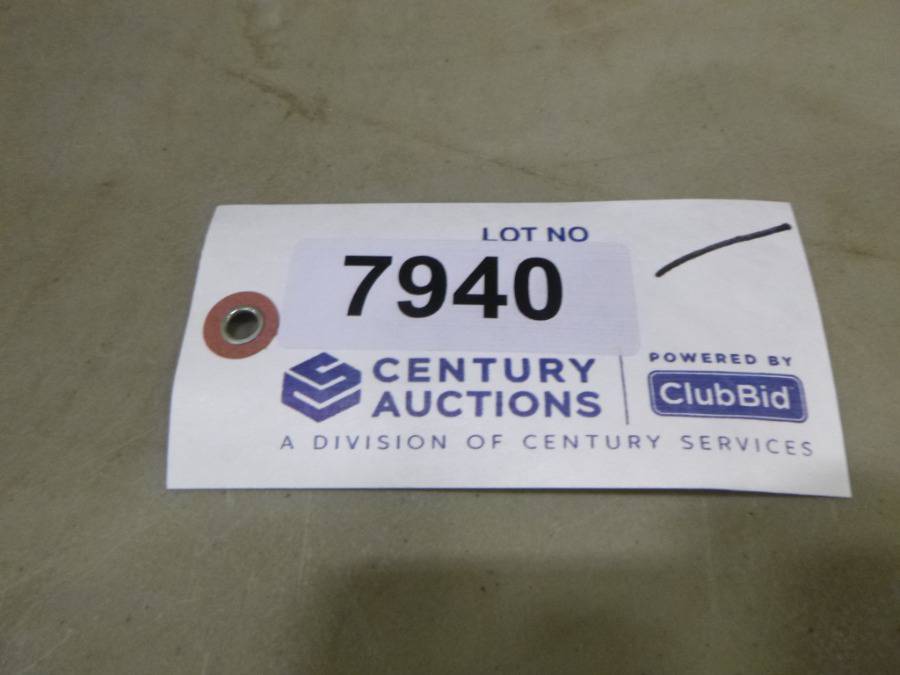 LOT NO
7940
CENTURY
AUCTIONS
POWERED BY
ClubBid
A DIVISION OF CENTURY SERVICES